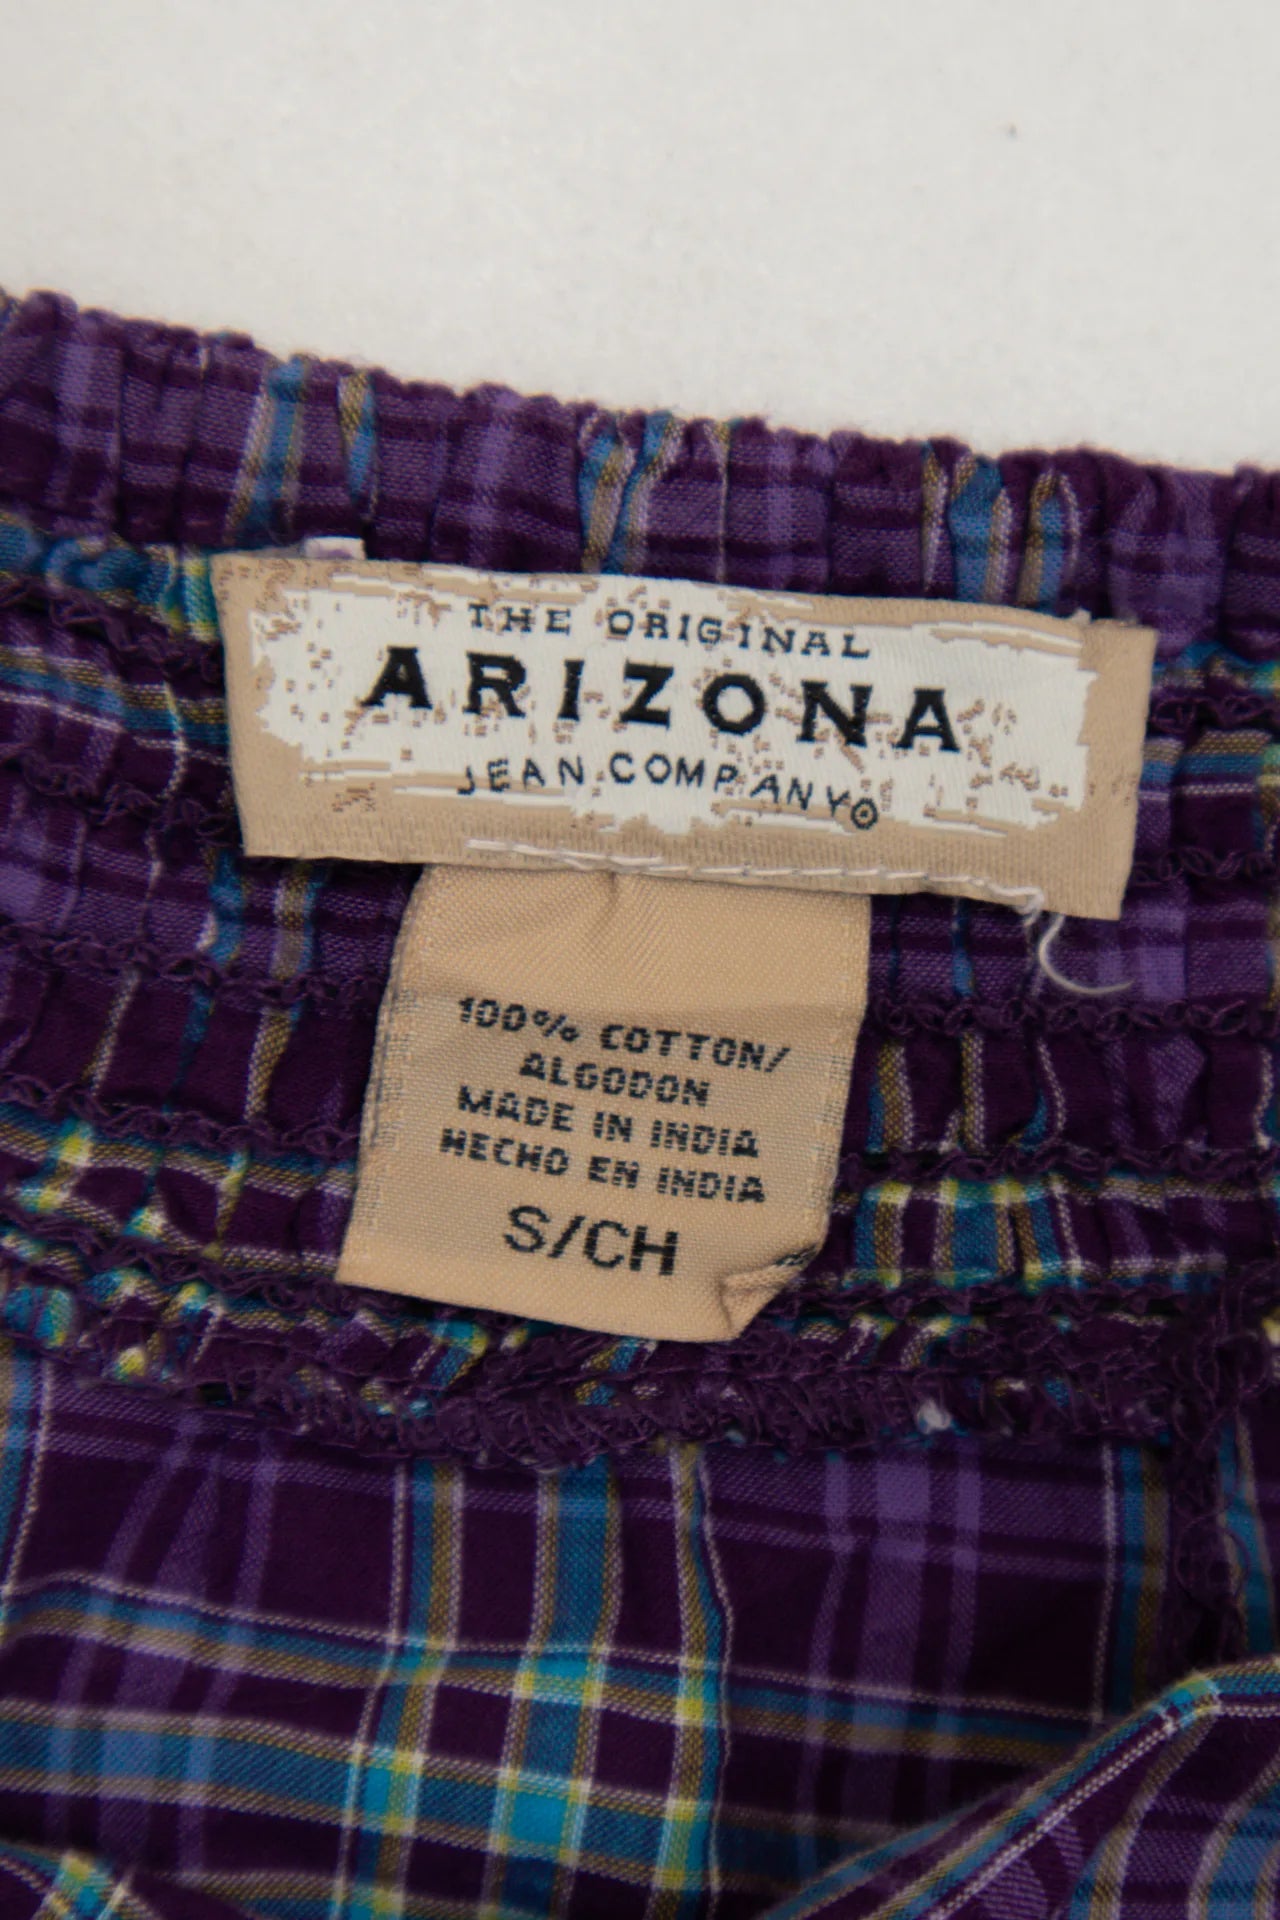 THE ORIGINAL
ARIZONA
JEAN COMPANY®
100% COTTON/
ALGODON
MADE IN INDIA
HECHO EN INDIA
S/CH